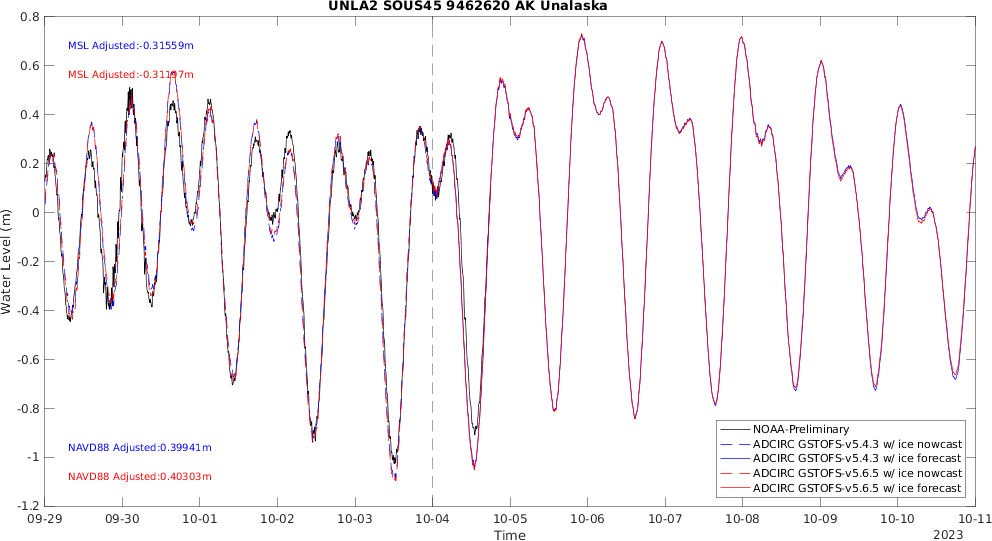 UNLA2 SOUS45 9462620 AK Unalaska
0.8
0.6
0.4
0.2
0
-0.2
-0.4
-0.6
-0.8
-1
-1.2
Water Level (m)
MSL Adjusted:-0.31559m
MSL Adjusted:-0.31197m
NAVD88 Adjusted:0.39941m
NAVD88 Adjusted:0.40303m
NOAA-Preliminary
ADCIRC GSTOFS-v5.4.3 w/ ice nowcast
ADCIRC GSTOFS-v5.4.3 w/ ice forecast
ADCIRC GSTOFS-v5.6.5 w/ ice nowcast
ADCIRC GSTOFS-v5.6.5 w/ ice forecast
09-29 09-30 10-01 10-02 10-03 10-04 10-05 10-06 10-07 10-08 10-09 10-10 10-11
Time
2023